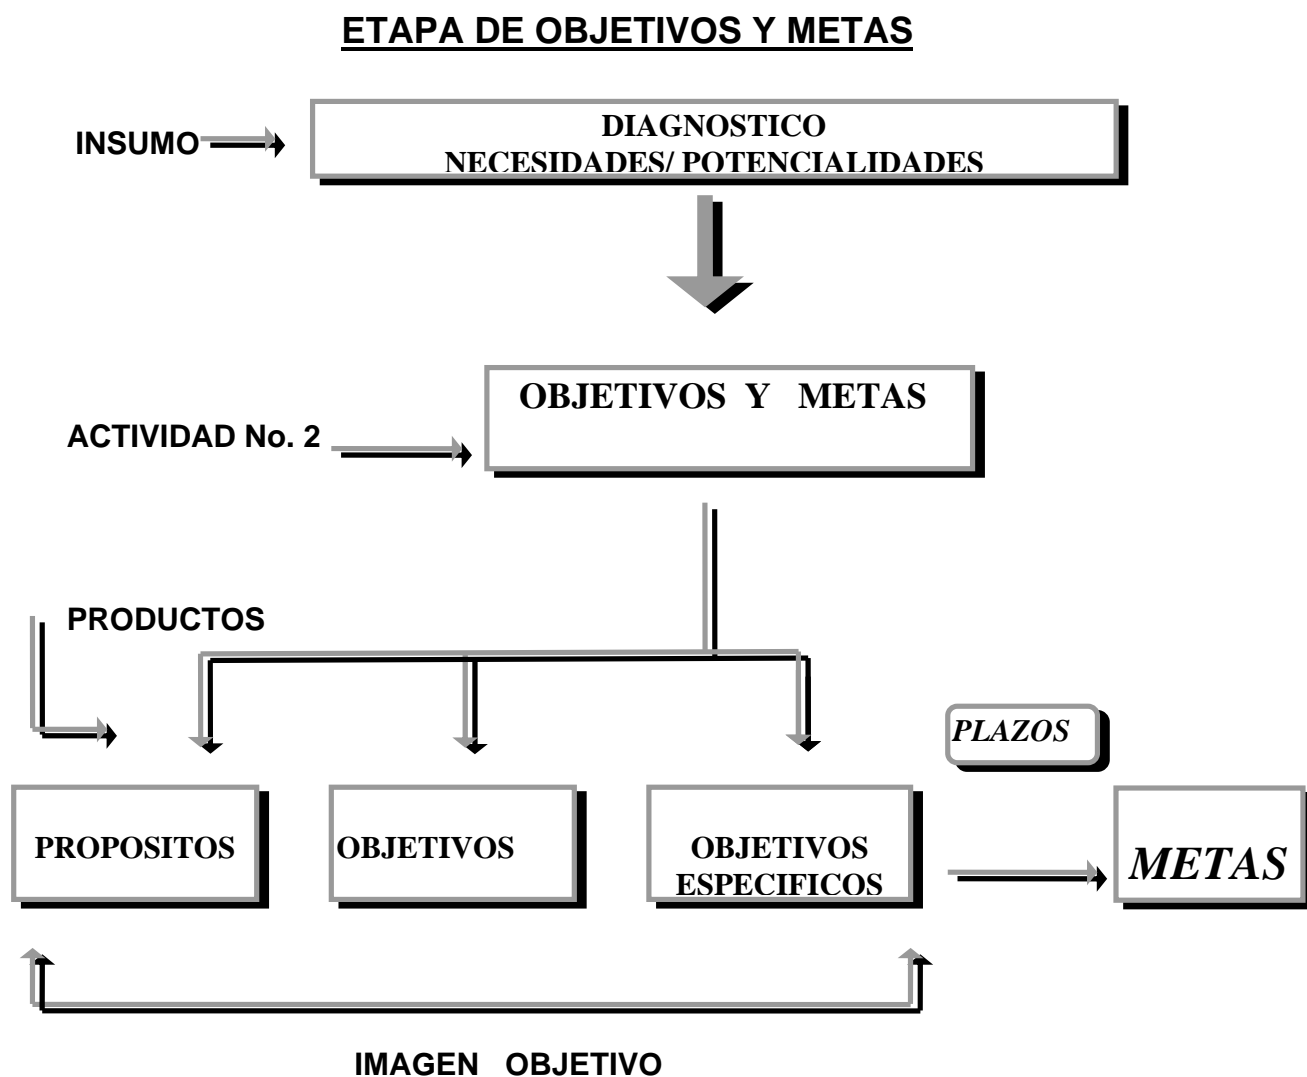 ETAPA DE OBJETIVOS Y METAS
INSUMO
DIAGNOSTICO
NECESIDADES/ POTENCIALIDADES
OBJETIVOS Y METAS
ACTIVIDAD No. 2
PRODUCTOS
PLAZOS
PROPOSITOS
OBJETIVOS
OBJETIVOS
ESPECIFICOS
METAS
IMAGEN OBJETIVO